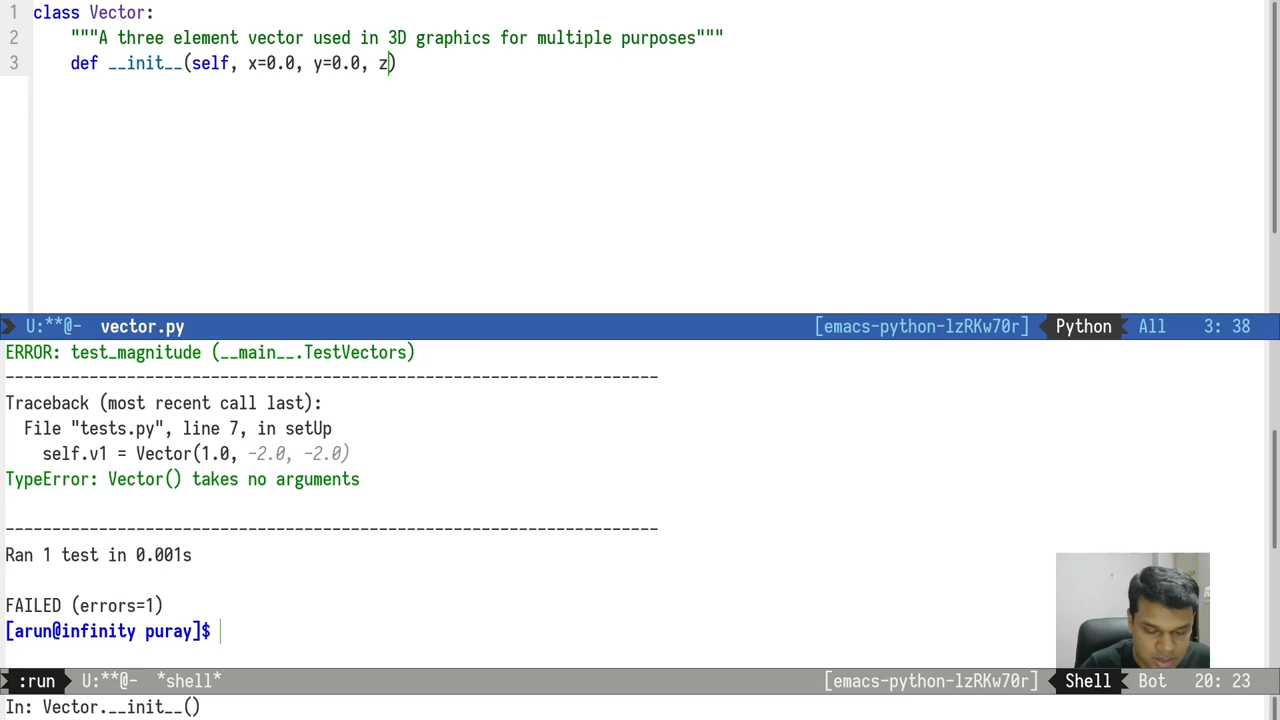 1 class Vector:
2 """A three element vector used in 3D graphics for multiple purposes"""
3 def __init__(self, x=0.0, y=0.0, z)
U:**@- vector.py [emacs-python-lzRKw70r] Python All 3: 38
ERROR: test_magnitude (__main__.TestVectors)
----------------------------------------------------------------------
Traceback (most recent call last):
File "tests.py", line 7, in setUp
self.v1 = Vector(1.0, -2.0, -2.0)
TypeError: Vector() takes no arguments
----------------------------------------------------------------------
Ran 1 test in 0.001s
FAILED (errors=1)
[arun@infinity puray]$
:run U:**@- *shell* [emacs-python-lzRKw70r] Shell Bot 20: 23
In: Vector.__init__()